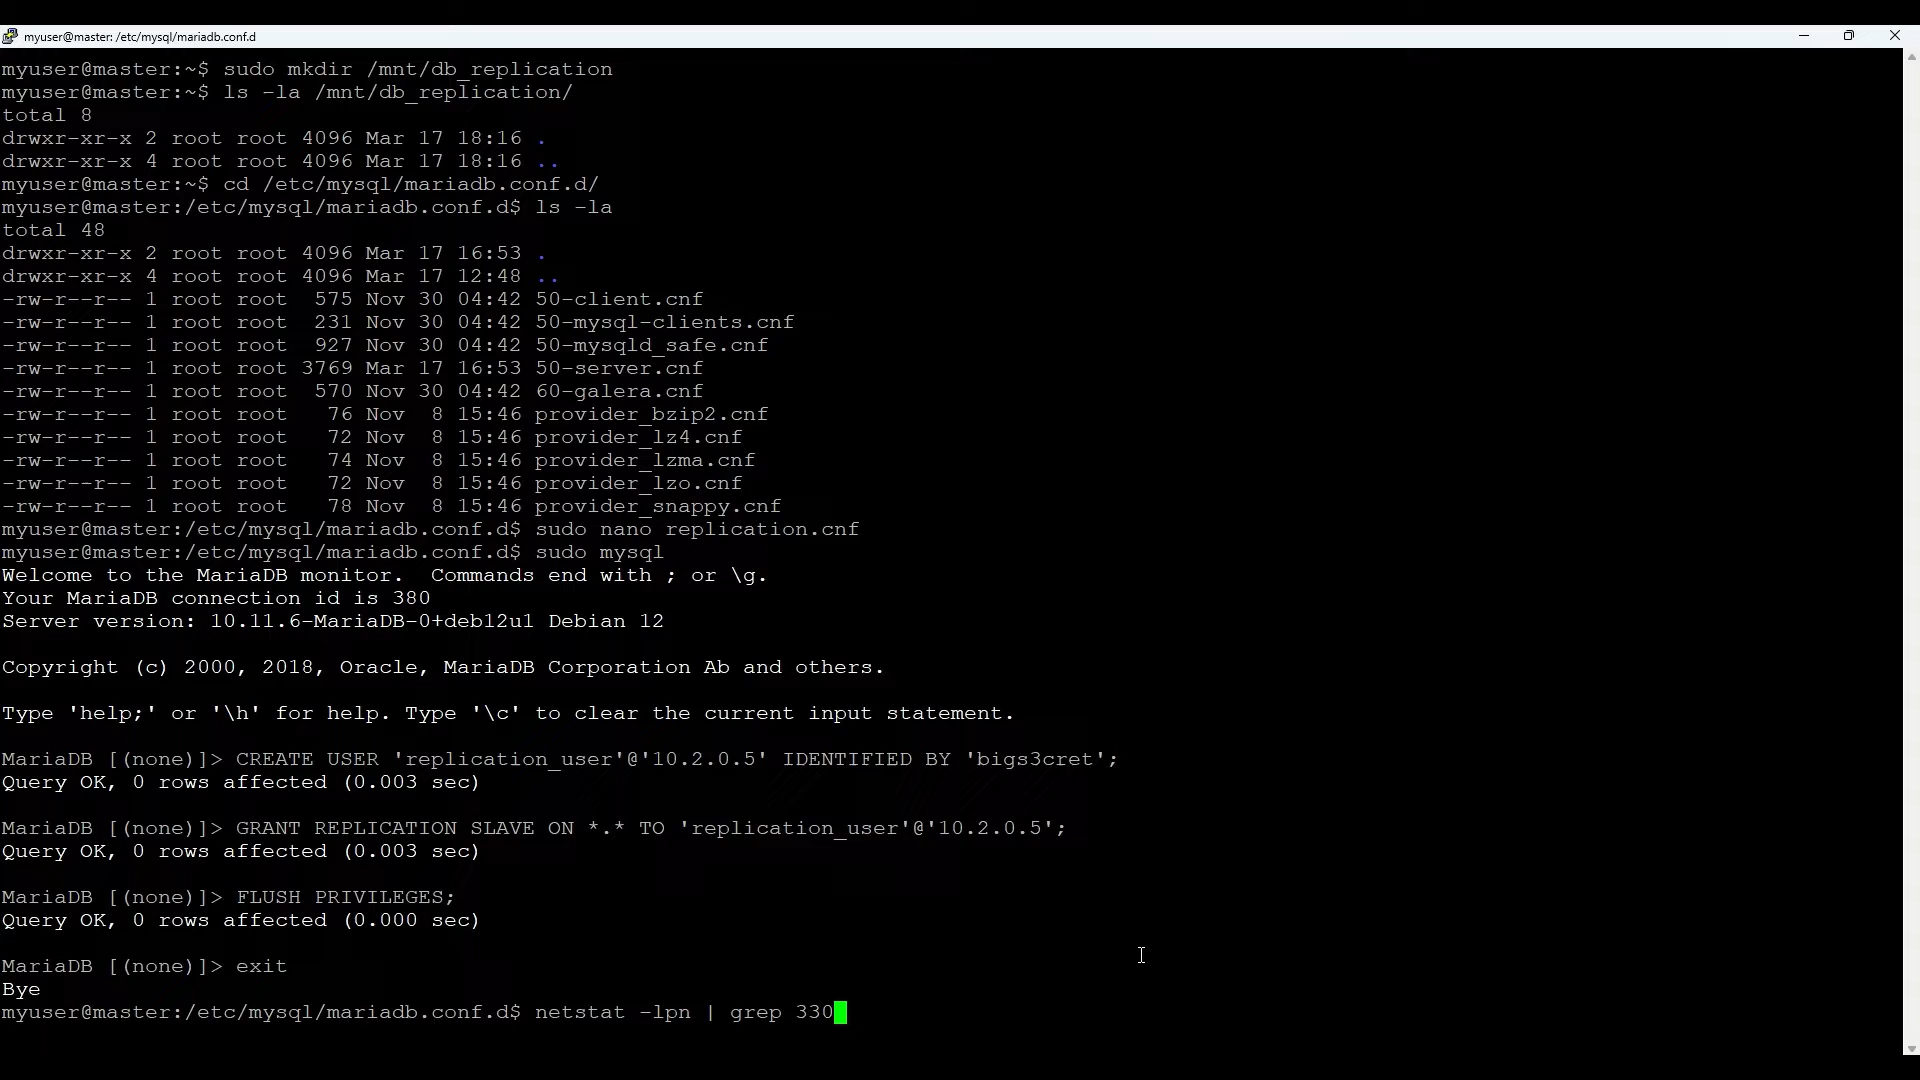 myuser@master: /etc/mysql/mariadb.conf.d
myuser@master:~$ sudo mkdir /mnt/db_replication
myuser@master:~$ ls -la /mnt/db_replication/
total 8
drwxr-xr-x 2 root root 4096 Mar 17 18:16 .
drwxr-xr-x 4 root root 4096 Mar 17 18:16 ..
myuser@master:~$ cd /etc/mysql/mariadb.conf.d/
myuser@master:/etc/mysql/mariadb.conf.d$ ls -la
total 48
drwxr-xr-x 2 root root 4096 Mar 17 16:53 .
drwxr-xr-x 4 root root 4096 Mar 17 12:48 ..
-rw-r--r-- 1 root root  575 Nov 30 04:42 50-client.cnf
-rw-r--r-- 1 root root  231 Nov 30 04:42 50-mysql-clients.cnf
-rw-r--r-- 1 root root  927 Nov 30 04:42 50-mysqld_safe.cnf
-rw-r--r-- 1 root root 3769 Mar 17 16:53 50-server.cnf
-rw-r--r-- 1 root root  570 Nov 30 04:42 60-galera.cnf
-rw-r--r-- 1 root root   76 Nov  8 15:46 provider_bzip2.cnf
-rw-r--r-- 1 root root   72 Nov  8 15:46 provider_lz4.cnf
-rw-r--r-- 1 root root   74 Nov  8 15:46 provider_lzma.cnf
-rw-r--r-- 1 root root   72 Nov  8 15:46 provider_lzo.cnf
-rw-r--r-- 1 root root   78 Nov  8 15:46 provider_snappy.cnf
myuser@master:/etc/mysql/mariadb.conf.d$ sudo nano replication.cnf
myuser@master:/etc/mysql/mariadb.conf.d$ sudo mysql
Welcome to the MariaDB monitor.  Commands end with ; or \g.
Your MariaDB connection id is 380
Server version: 10.11.6-MariaDB-0+deb12u1 Debian 12
Copyright (c) 2000, 2018, Oracle, MariaDB Corporation Ab and others.
Type 'help;' or '\h' for help. Type '\c' to clear the current input statement.
MariaDB [(none)]> CREATE USER 'replication_user'@'10.2.0.5' IDENTIFIED BY 'bigs3cret';
Query OK, 0 rows affected (0.003 sec)
MariaDB [(none)]> GRANT REPLICATION SLAVE ON *.* TO 'replication_user'@'10.2.0.5';
Query OK, 0 rows affected (0.003 sec)
MariaDB [(none)]> FLUSH PRIVILEGES;
Query OK, 0 rows affected (0.000 sec)
MariaDB [(none)]> exit
Bye
myuser@master:/etc/mysql/mariadb.conf.d$ netstat -lpn | grep 330